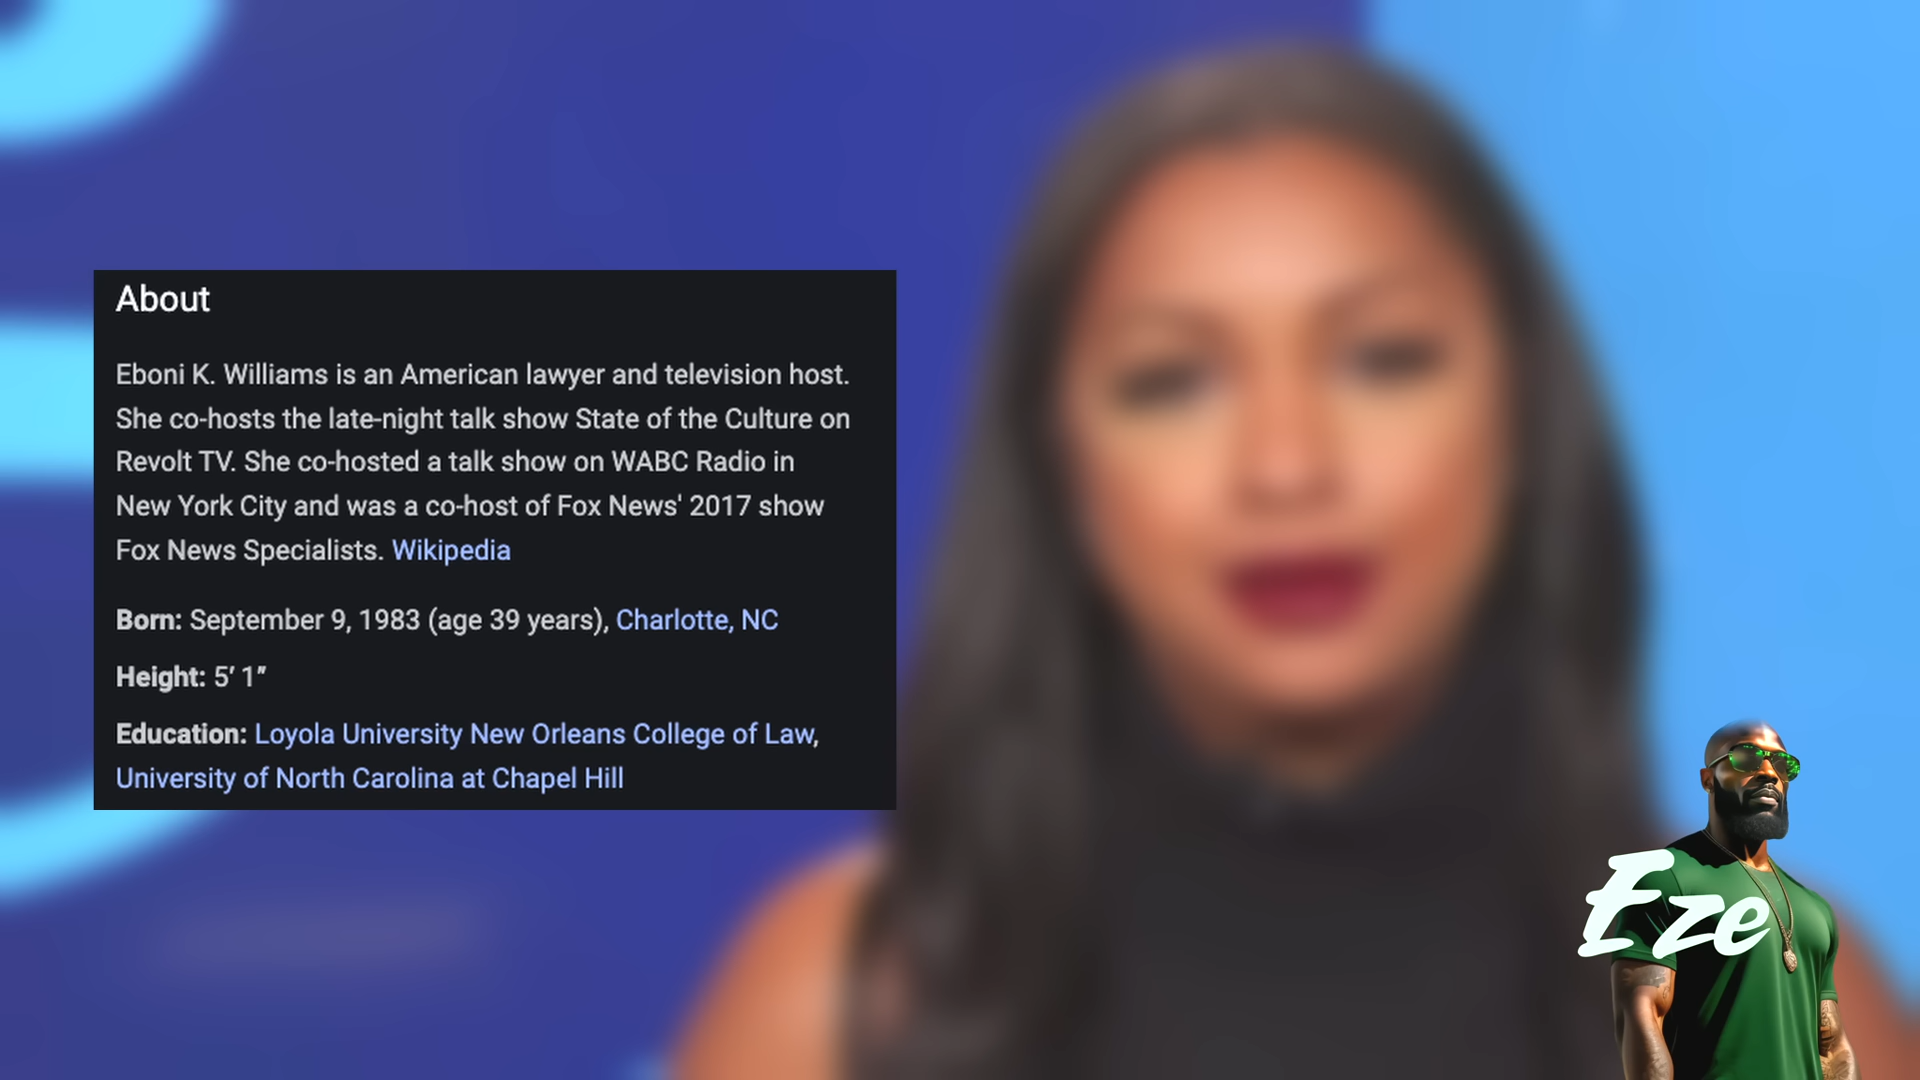 About
Eboni K. Williams is an American lawyer and television host.
She co-hosts the late-night talk show State of the Culture on
Revolt TV. She co-hosted a talk show on WABC Radio in
New York City and was a co-host of Fox News' 2017 show
Fox News Specialists. Wikipedia
Born: September 9, 1983 (age 39 years), Charlotte, NC
Height: 5′ 1″
Education: Loyola University New Orleans College of Law,
University of North Carolina at Chapel Hill
Eze